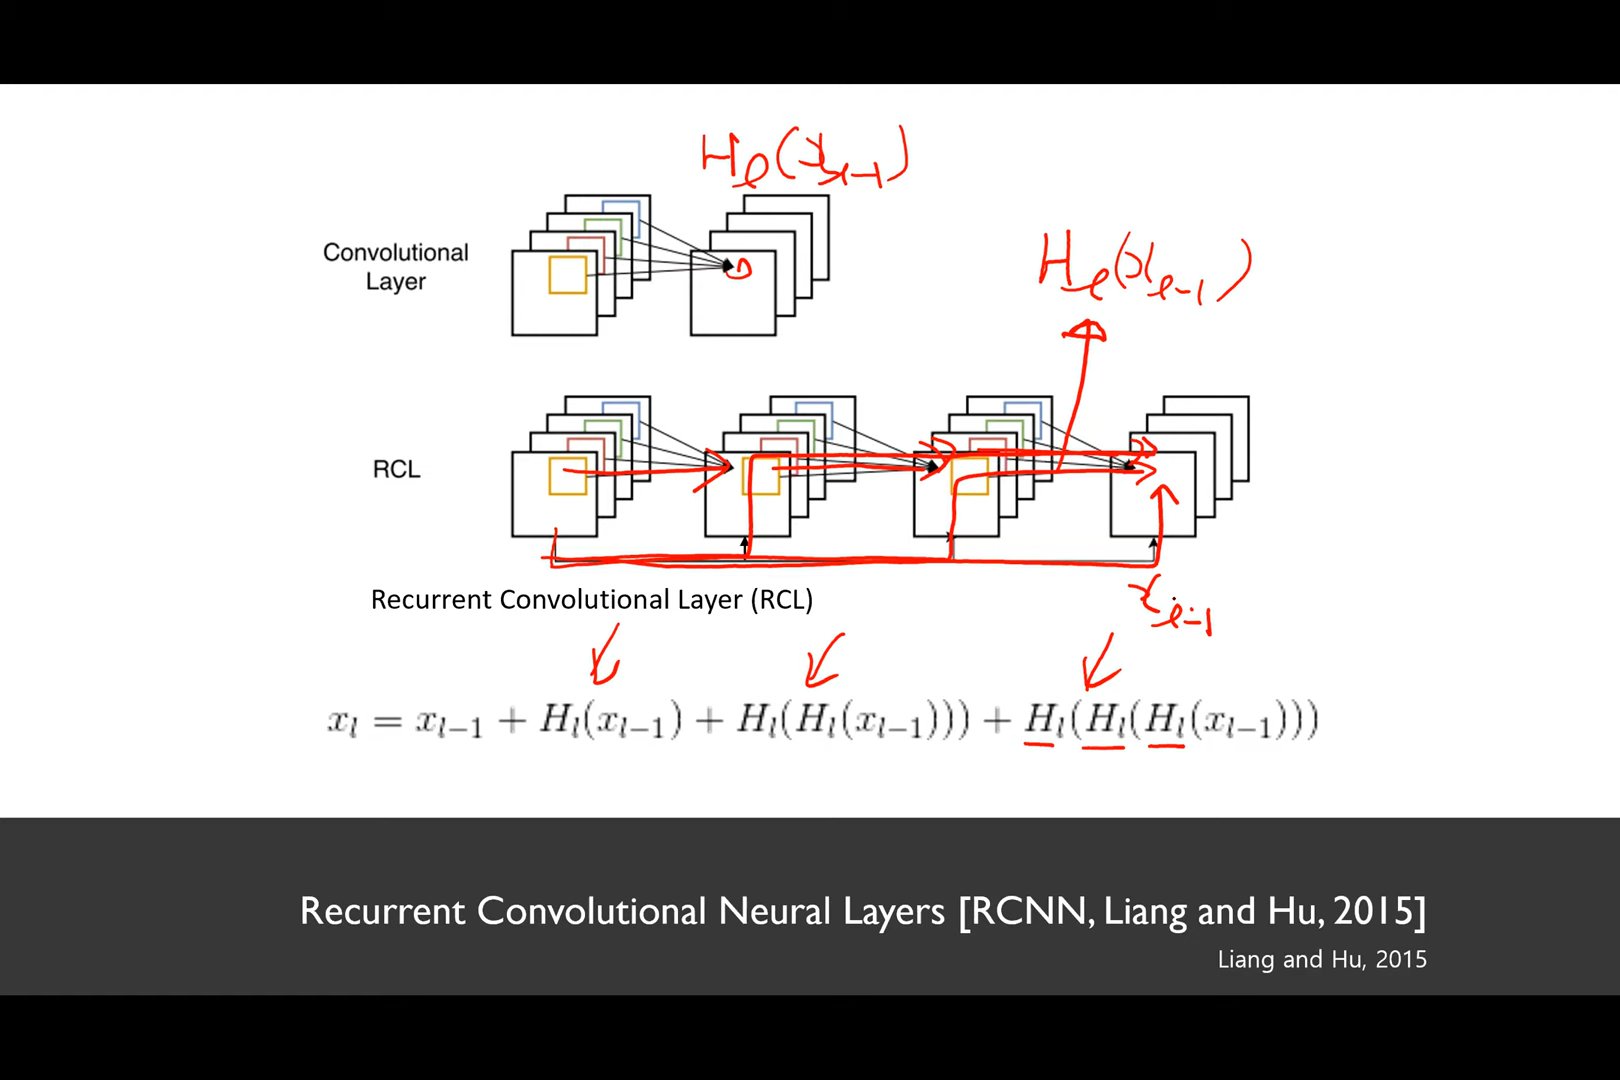 H_ℓ(x_{ℓ-1})
Convolutional
Layer
H_ℓ(x_{ℓ-1})
RCL
Recurrent Convolutional Layer (RCL)
x_{ℓ-1}
x_l = x_{l-1} + H_l(x_{l-1}) + H_l(H_l(x_{l-1}))) + H_l(H_l(H_l(x_{l-1})))
Recurrent Convolutional Neural Layers [RCNN, Liang and Hu, 2015]
Liang and Hu, 2015